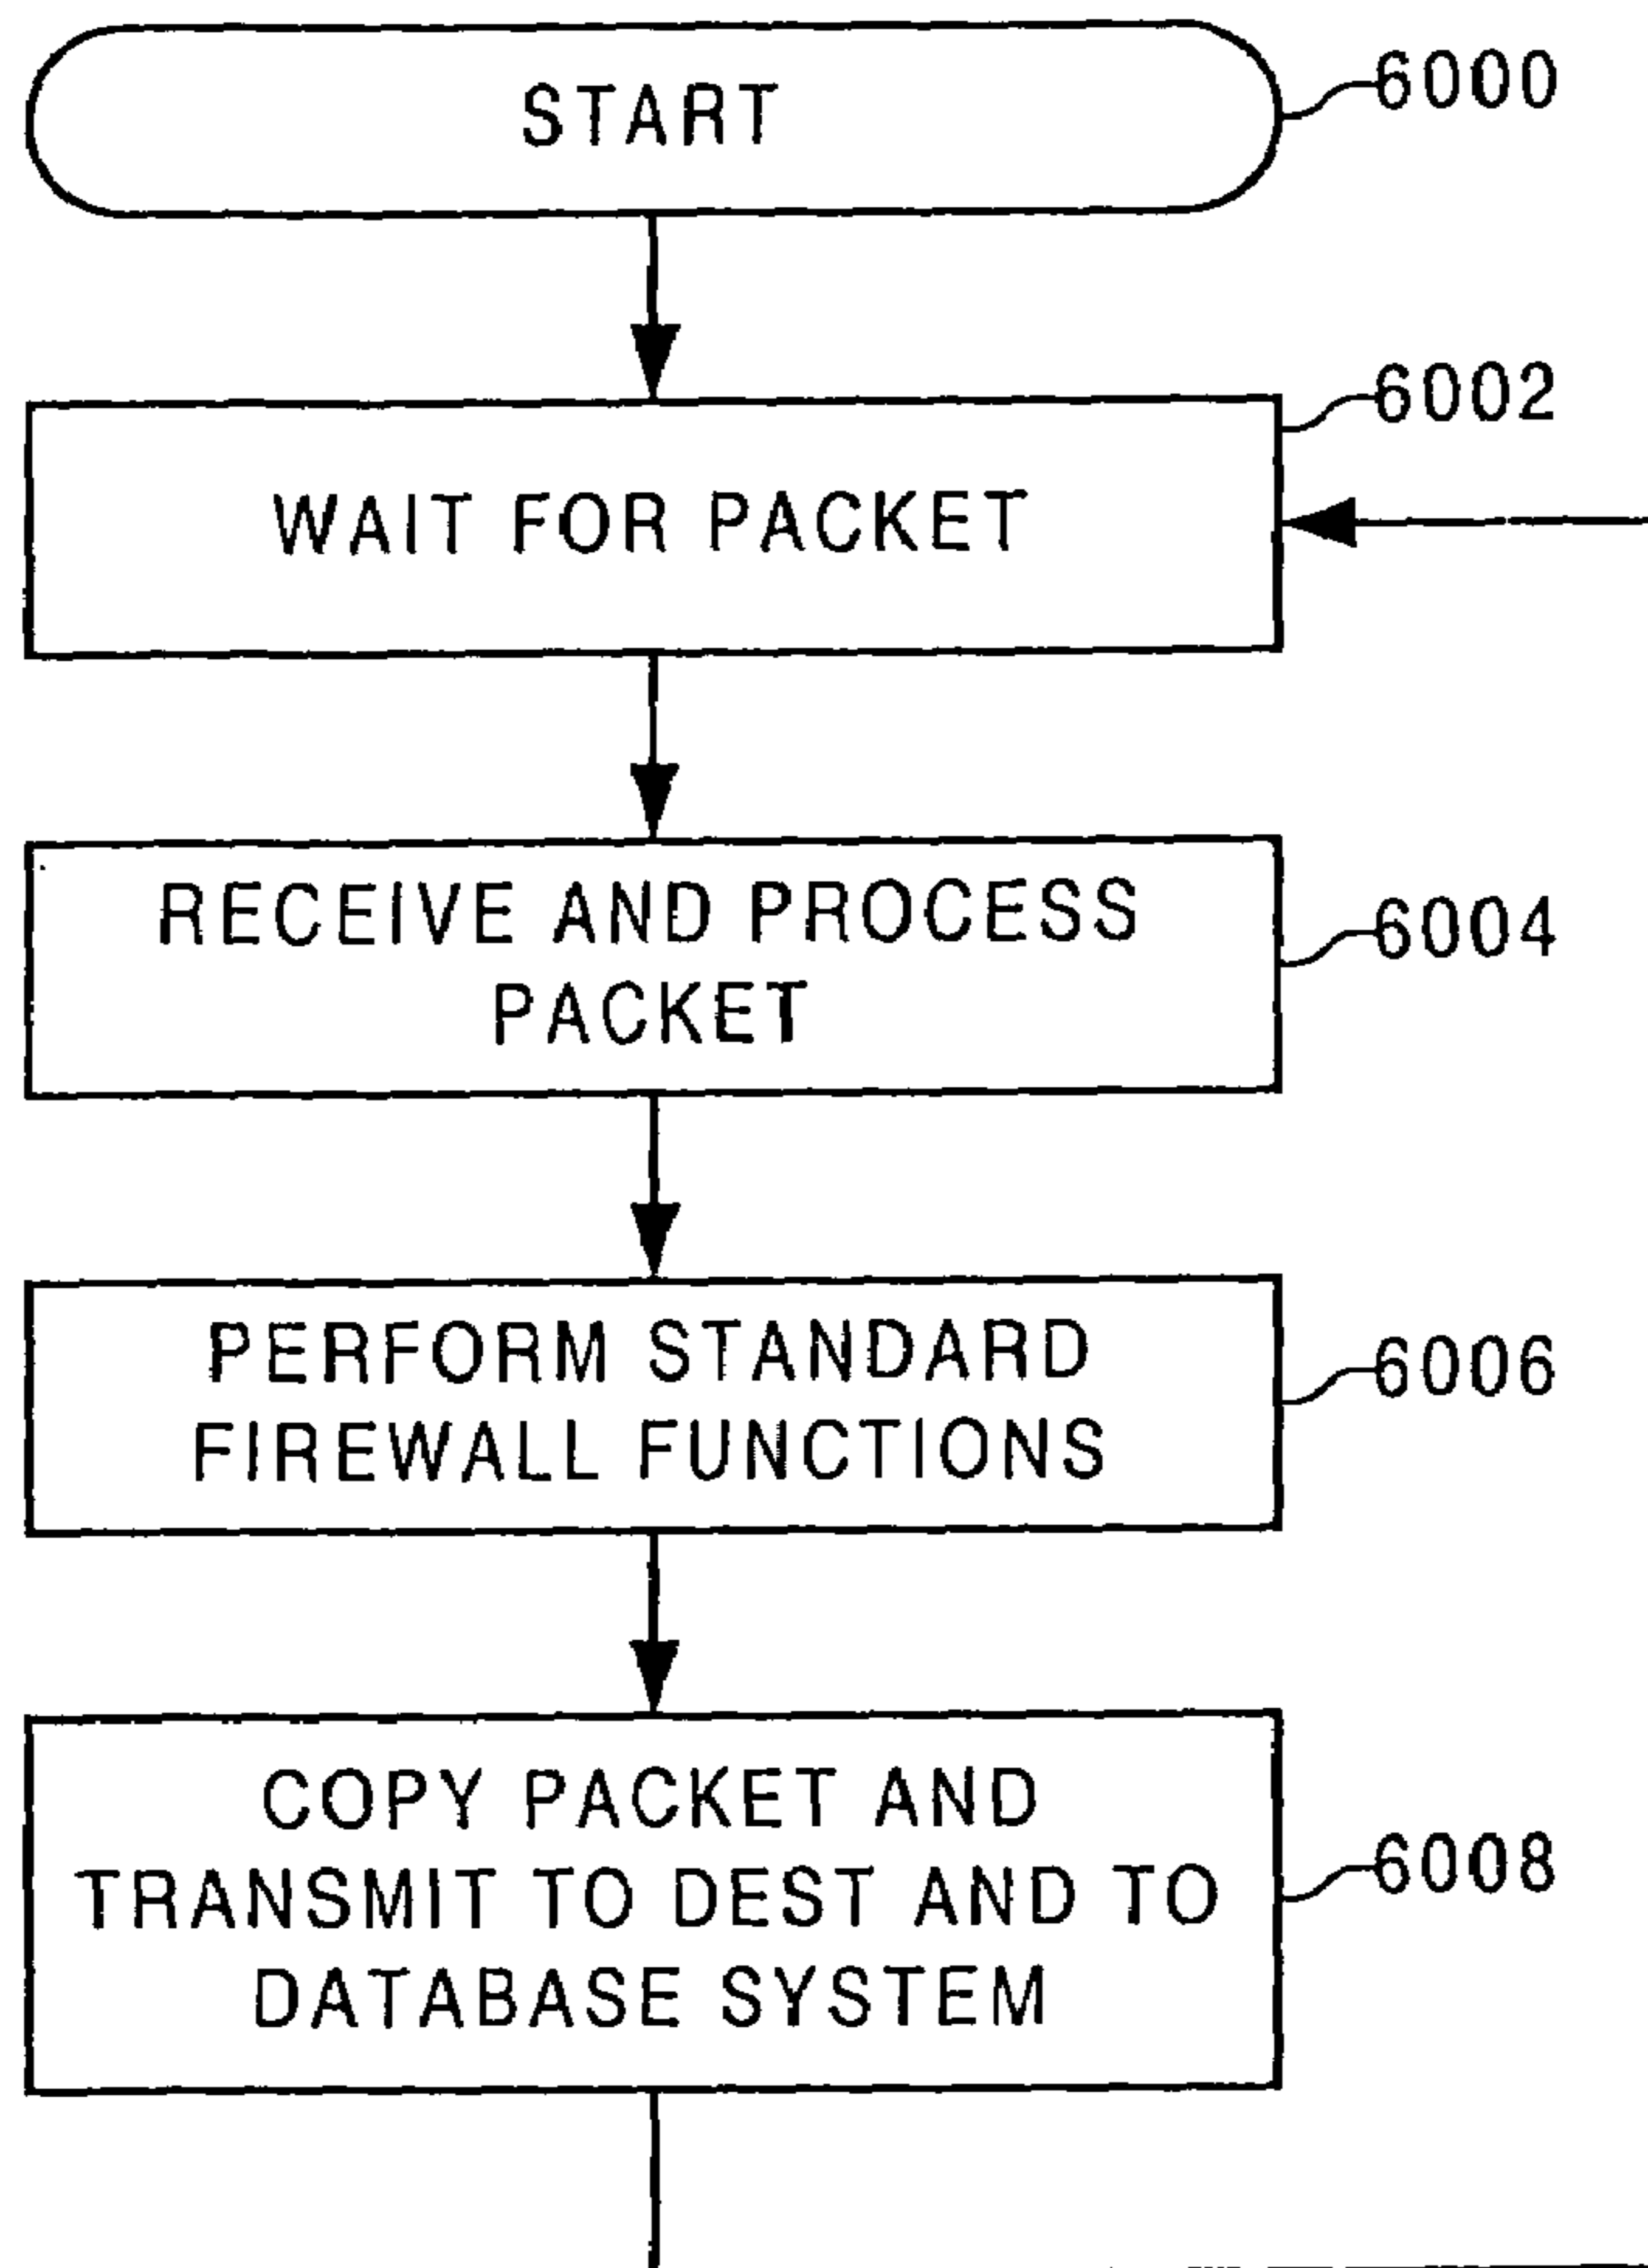 START
6000
6002
WAIT FOR PACKET
RECEIVE AND PROCESS
PACKET
6004
PERFORM STANDARD
FIREWALL FUNCTIONS
6006
COPY PACKET AND
TRANSMIT TO DEST AND TO
DATABASE SYSTEM
6008